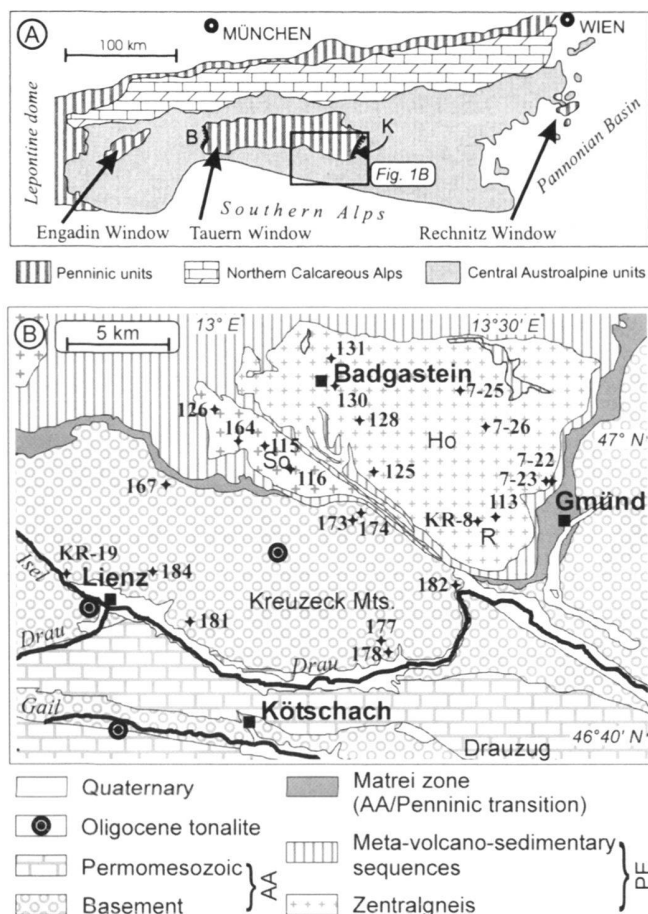 A
100 km
MÜNCHEN
WIEN
Lepontine dome
B
K
Fig. 1B
Pannonian Basin
Southern Alps
Engadin Window
Tauern Window
Rechnitz Window
Penninic units
Northern Calcareous Alps
Central Austroalpine units
B
5 km
13° E
13°30' E
131
Badgastein
130
7-25
126
128
7-26
164
115
Ho
47° N
So
116
125
7-22
7-23
167
113
Gmünd
173
174
KR-8
R
KR-19
184
182
Isel
Lienz
Kreuzeck Mts.
181
177
Drau
Drau
178
Gail
Kötschach
46°40' N
Drauzug
Quaternary
Matrei zone
(AA/Penninic transition)
Oligocene tonalite
Permomesozoic
Meta-volcano-sedimentary
sequences
AA
PE
Basement
Zentralgneis